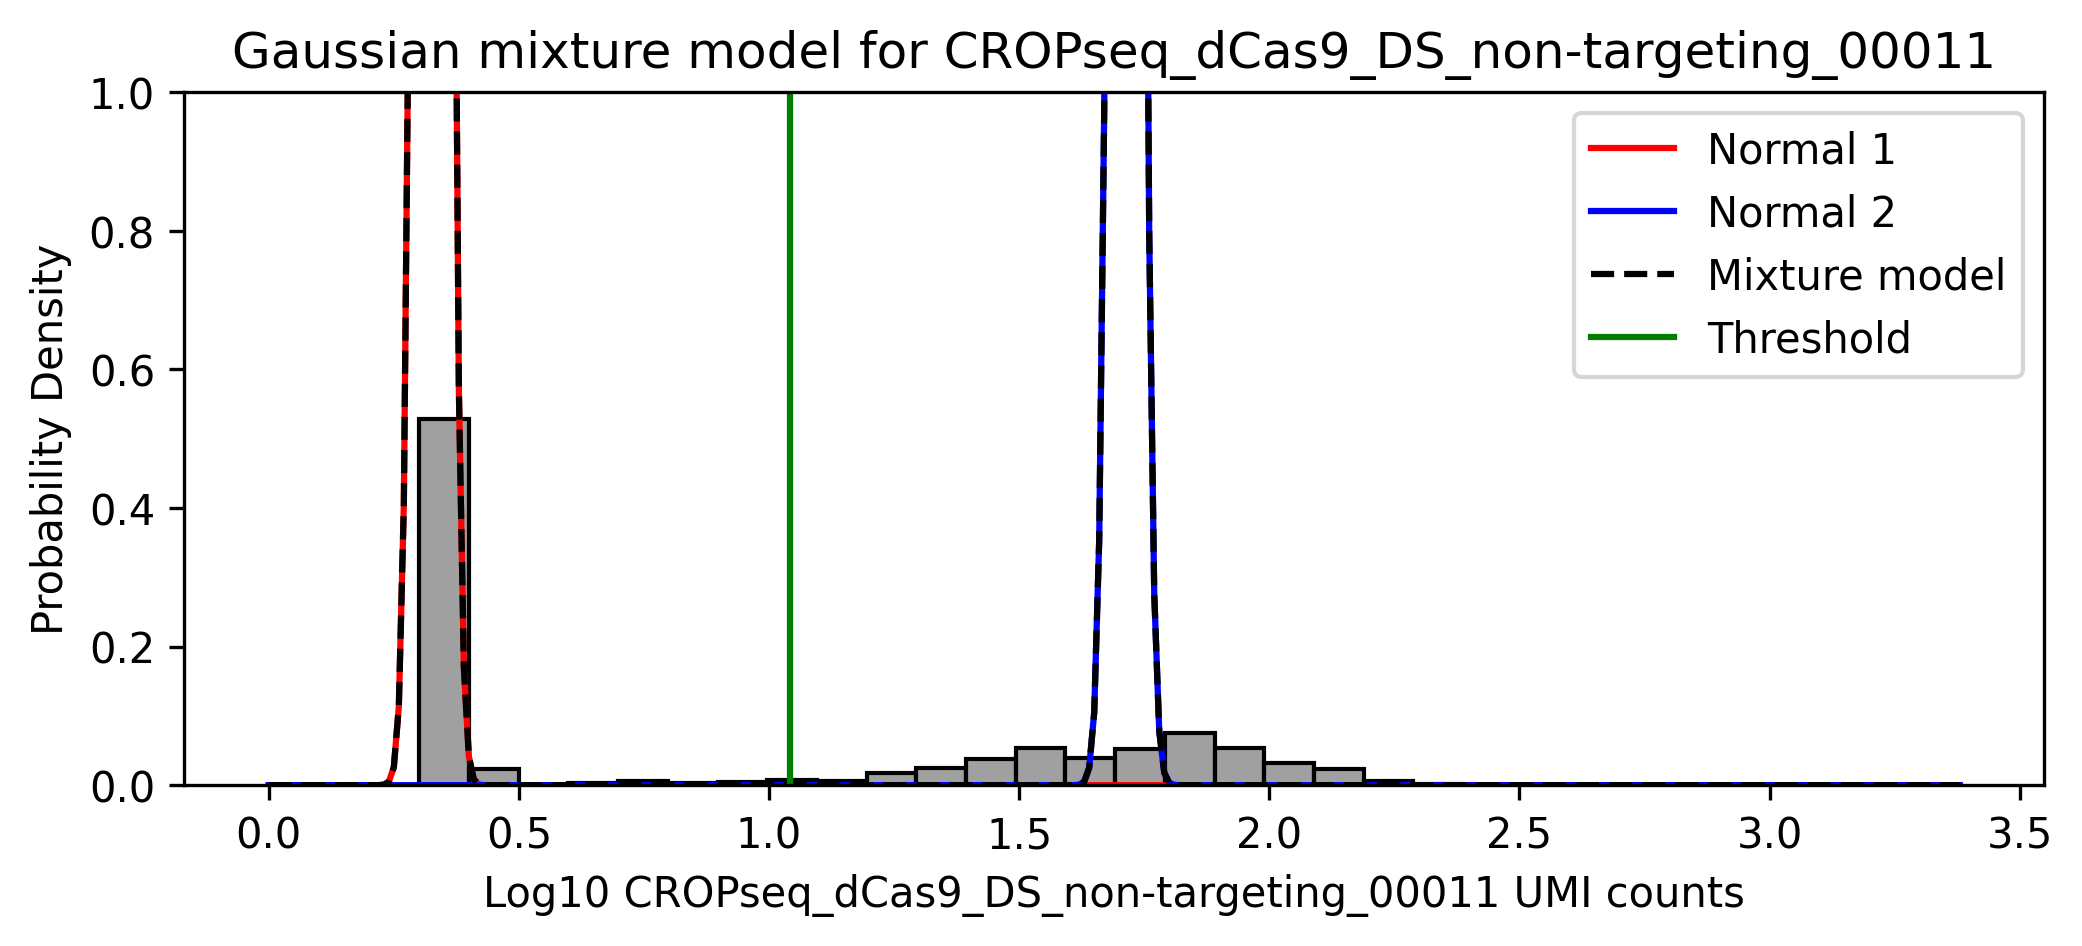 Gaussian mixture model for CROPseq_dCas9_DS_non-targeting_00011
Probability Density
1.0
0.8
0.6
0.4
0.2
0.0
Normal 1
Normal 2
Mixture model
Threshold
0.0 0.5 1.0 1.5 2.0 2.5 3.0 3.5
Log10 CROPseq_dCas9_DS_non-targeting_00011 UMI counts